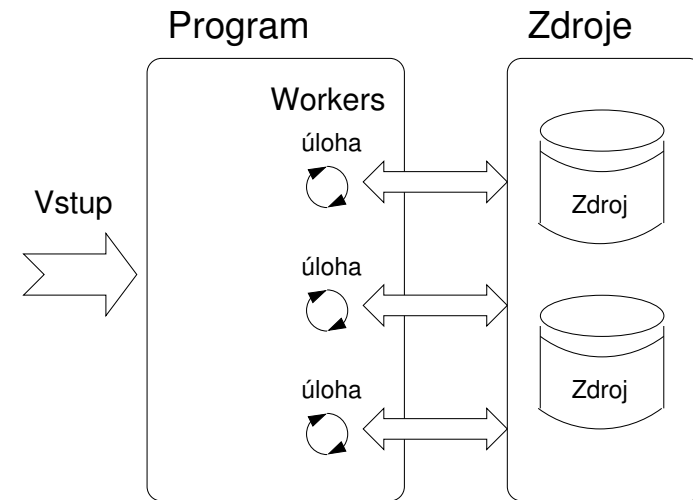 Program
Zdroje
Workers
úloha
Vstup
Zdroj
úloha
úloha
Zdroj